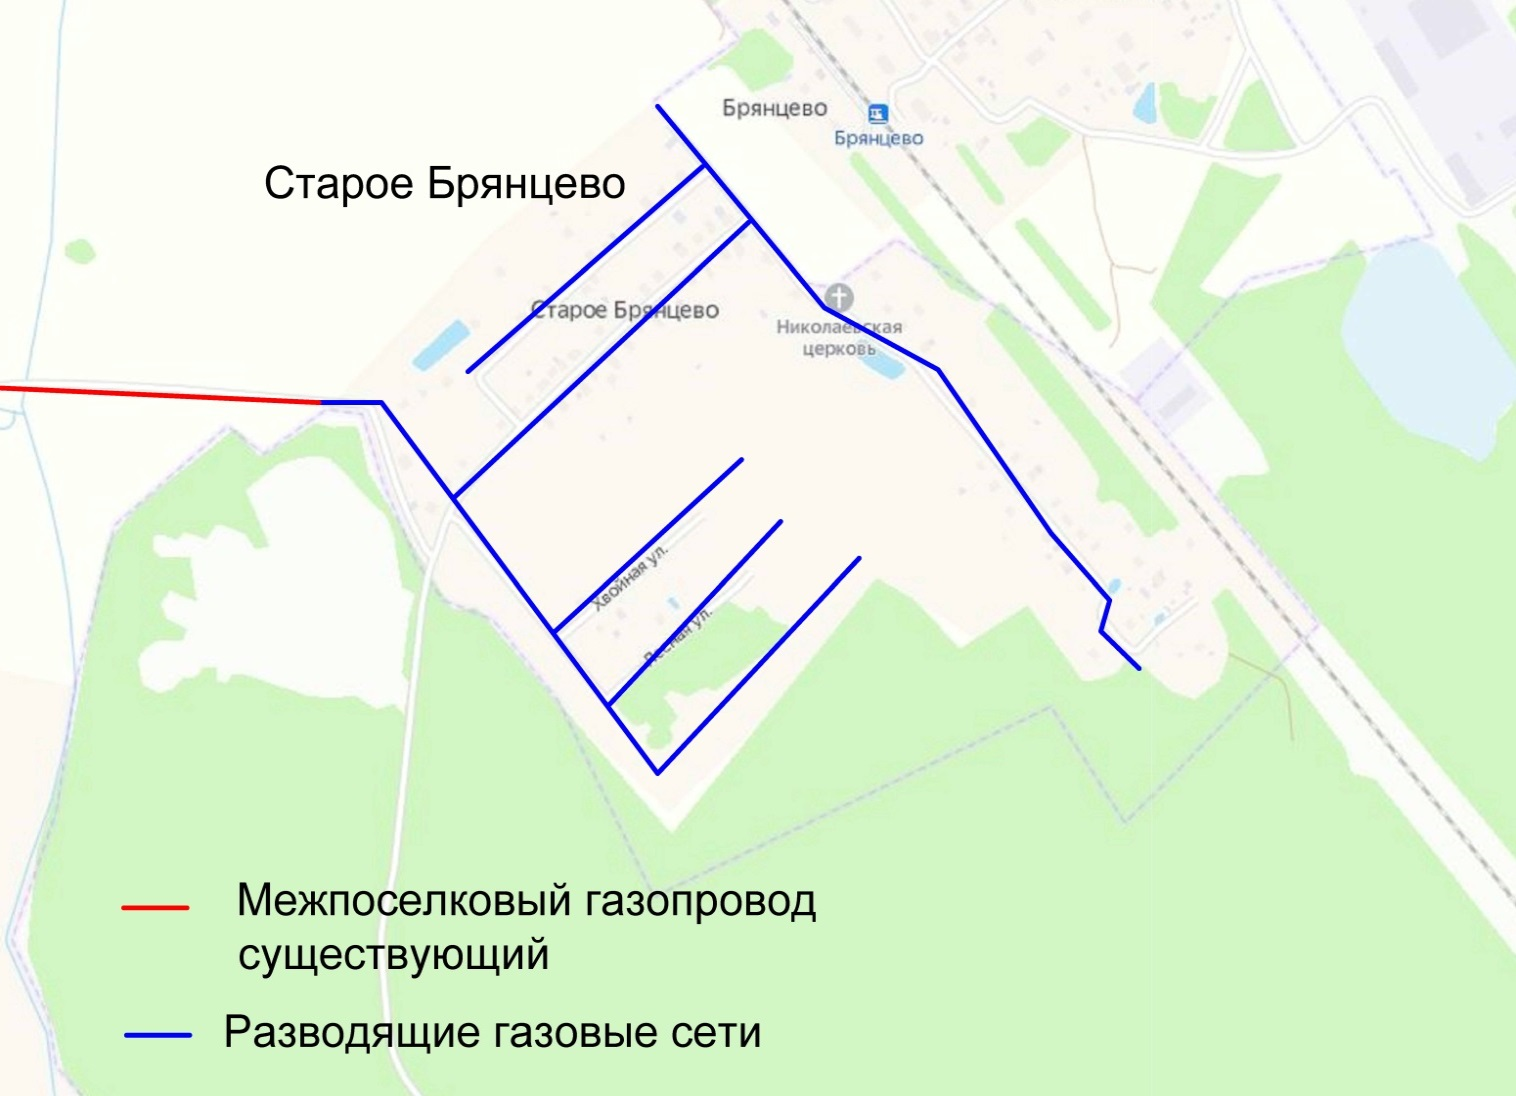 Брянцево
Брянцево
Старое Брянцево
Старое Брянцево
Николаевская
церковь
Хвойная ул.
Лесная ул.
Межпоселковый газопровод
существующий
Разводящие газовые сети